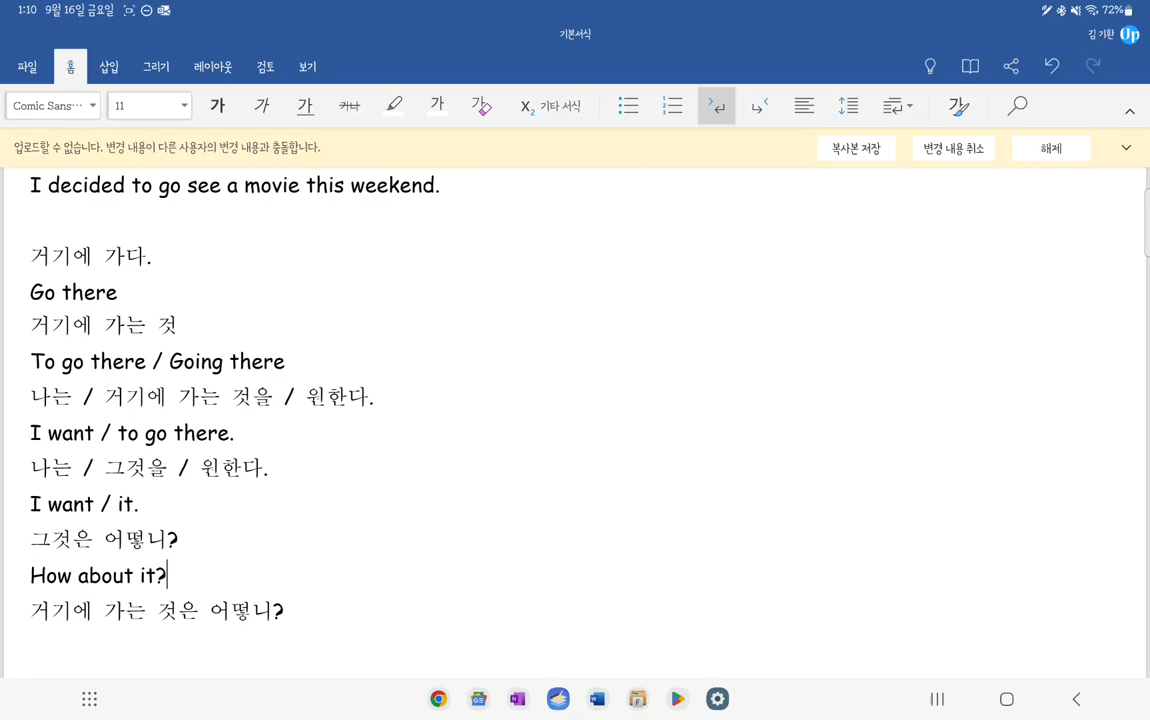 1:10 9월 16일 금요일 72%
기본서식
김 기환 Up
파일 홈 삽입 그리기 레이아웃 검토 보기
Comic Sans··· 11 가 가 가 가나 가 가 X₂ 기타 서식 가
업로드할 수 없습니다. 변경 내용이 다른 사용자의 변경 내용과 충돌합니다. 복사본 저장 변경 내용 취소 해제
I decided to go see a movie this weekend.
거기에 가다.
Go there
거기에 가는 것
To go there / Going there
나는 / 거기에 가는 것을 / 원한다.
I want / to go there.
나는 / 그것을 / 원한다.
I want / it.
그것은 어떻니?
How about it?
거기에 가는 것은 어떻니?